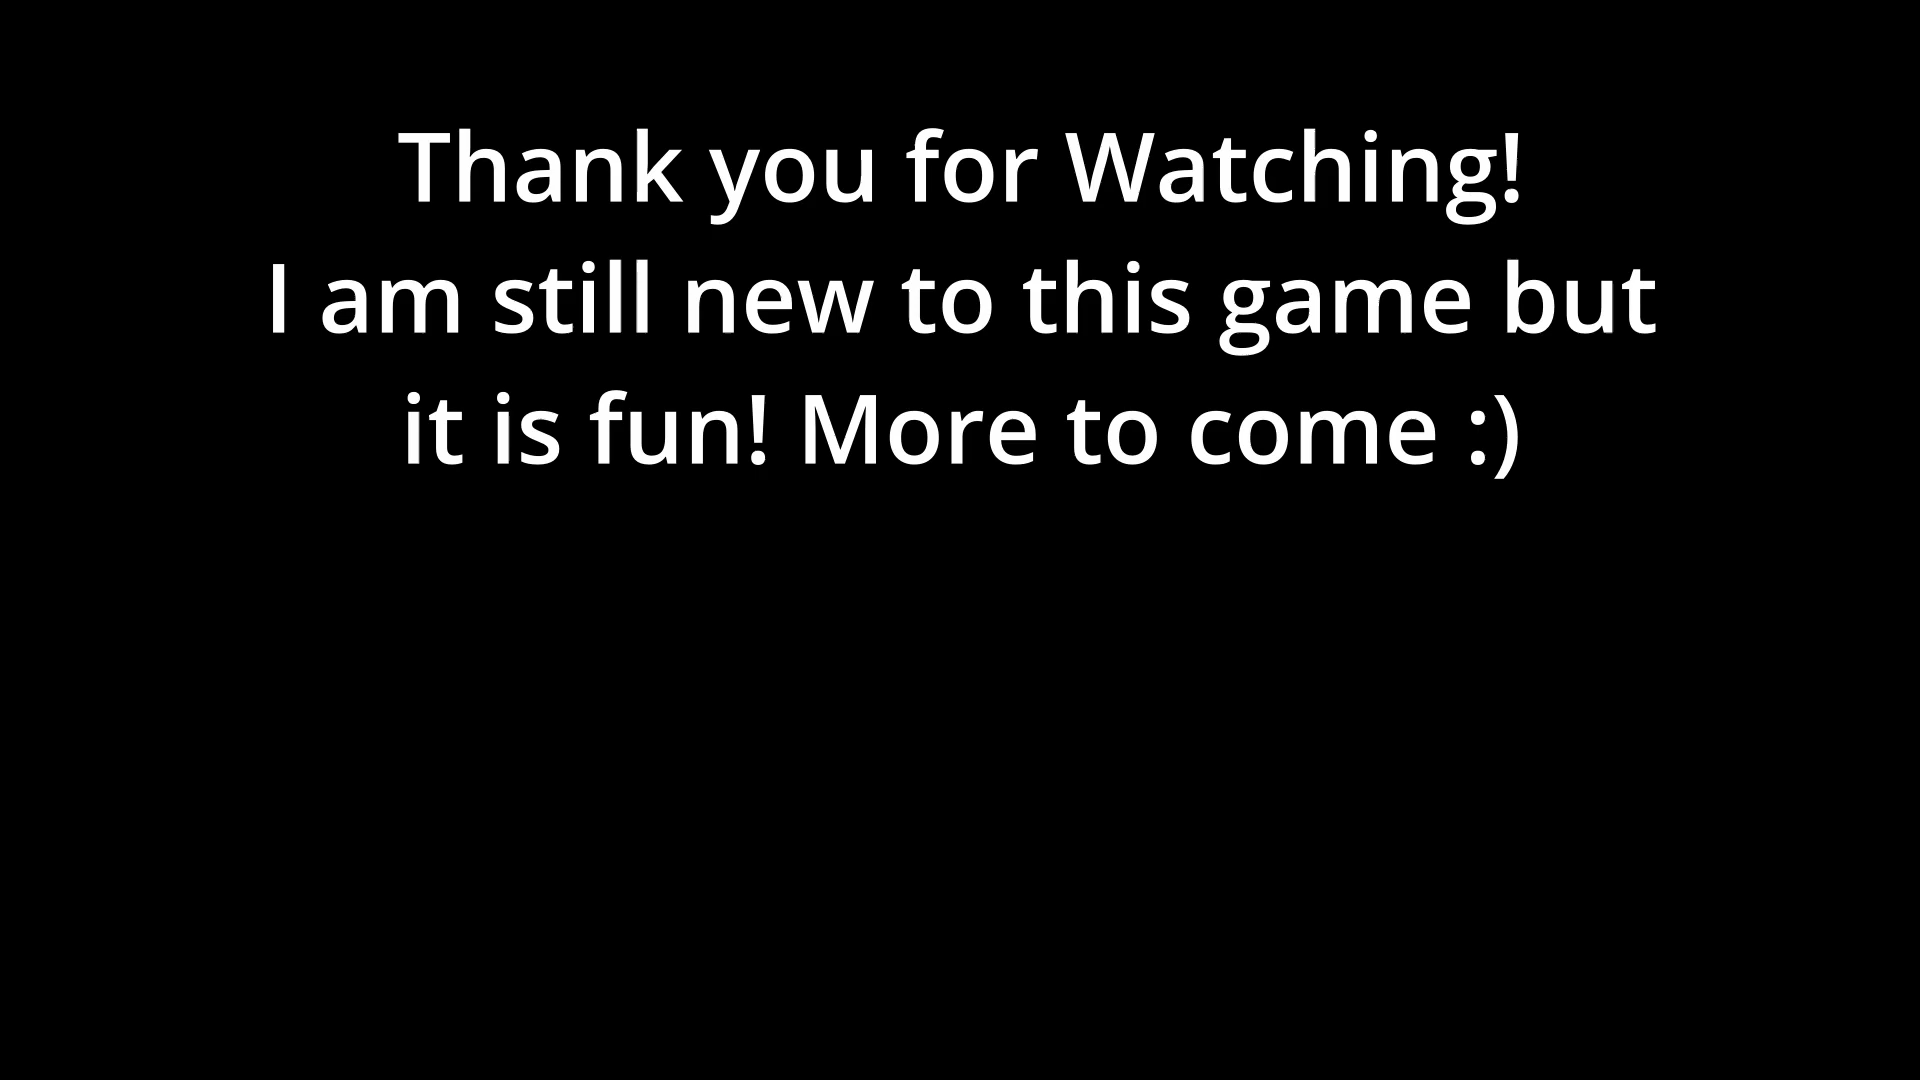 Thank you for Watching!
I am still new to this game but
it is fun! More to come :)